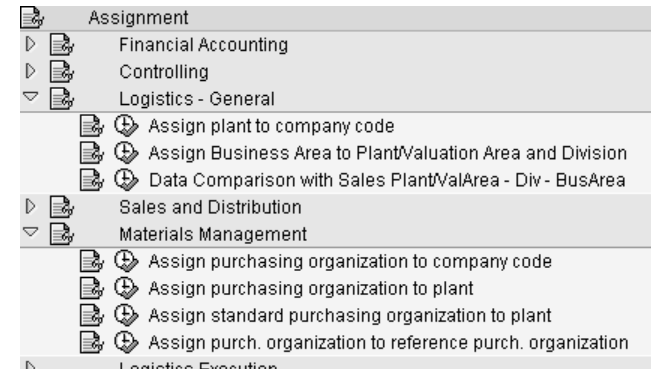 Assignment
Financial Accounting
Controlling
Logistics - General
Assign plant to company code
Assign Business Area to Plant/Valuation Area and Division
Data Comparison with Sales Plant/ValArea - Div - BusArea
Sales and Distribution
Materials Management
Assign purchasing organization to company code
Assign purchasing organization to plant
Assign standard purchasing organization to plant
Assign purch. organization to reference purch. organization
Logistics Execution